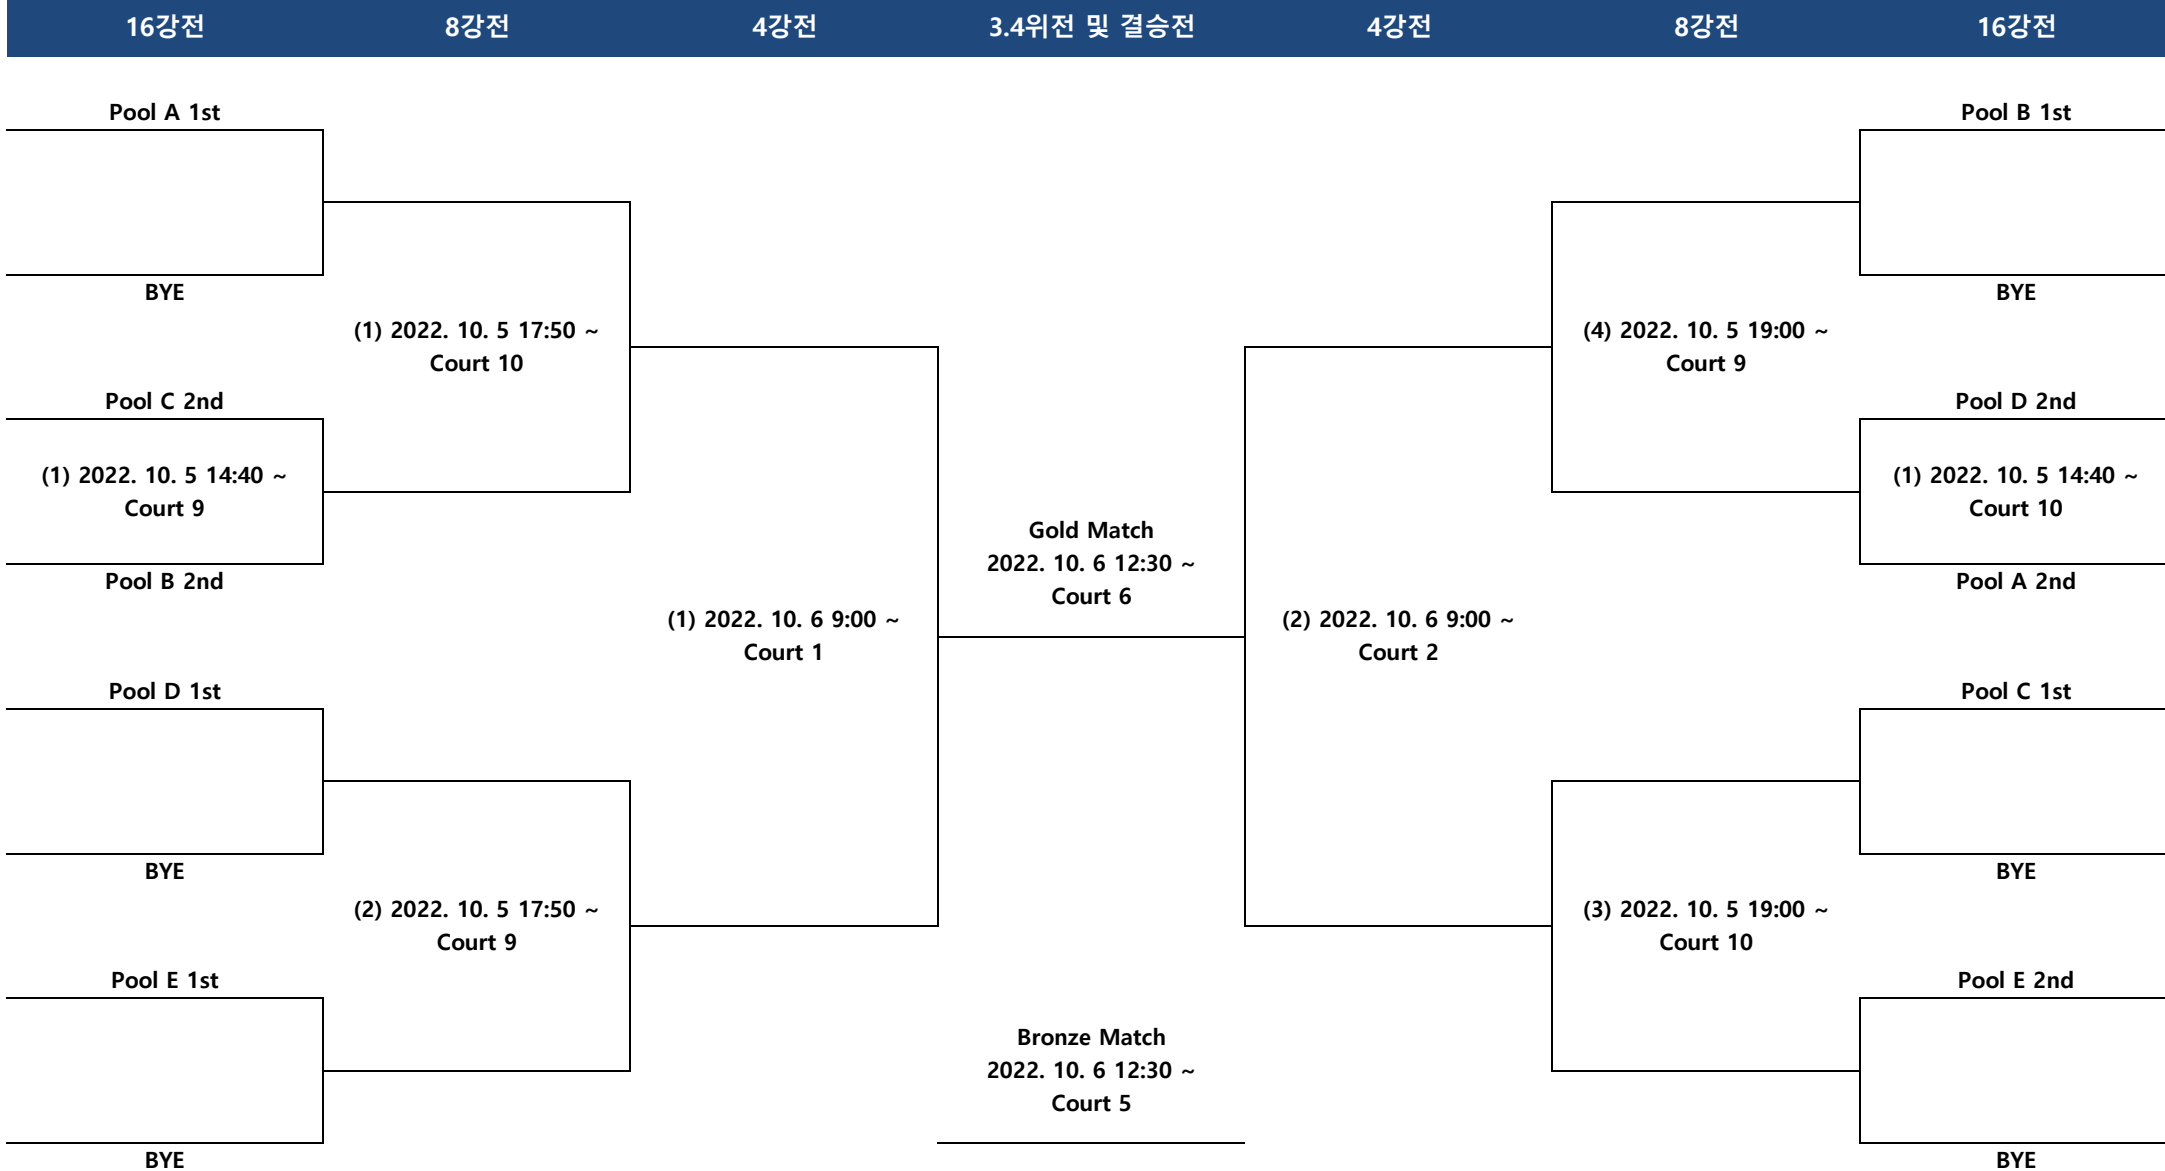 16강전 8강전 4강전 3.4위전 및 결승전 4강전 8강전 16강전
Pool A 1st
BYE
Pool C 2nd
(1) 2022. 10. 5 14:40 ~
Court 9
Pool B 2nd
Pool D 1st
BYE
Pool E 1st
BYE
(1) 2022. 10. 5 17:50 ~
Court 10
(2) 2022. 10. 5 17:50 ~
Court 9
(1) 2022. 10. 6 9:00 ~
Court 1
Gold Match
2022. 10. 6 12:30 ~
Court 6
Bronze Match
2022. 10. 6 12:30 ~
Court 5
(2) 2022. 10. 6 9:00 ~
Court 2
(4) 2022. 10. 5 19:00 ~
Court 9
(3) 2022. 10. 5 19:00 ~
Court 10
Pool B 1st
BYE
Pool D 2nd
(1) 2022. 10. 5 14:40 ~
Court 10
Pool A 2nd
Pool C 1st
BYE
Pool E 2nd
BYE